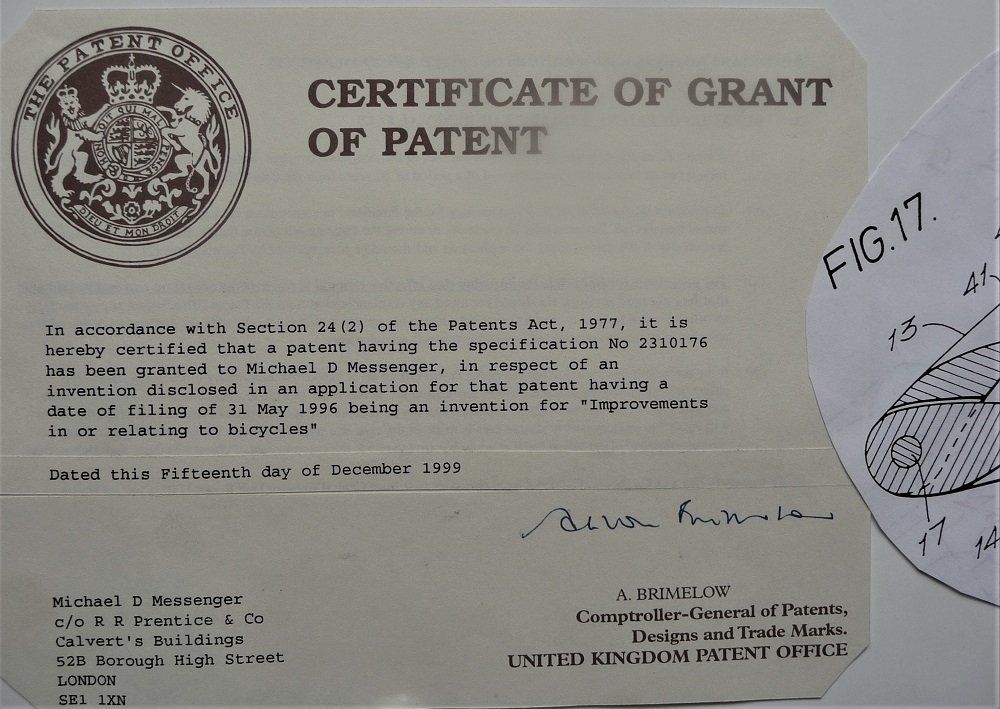 THE PATENT OFFICE
HONI SOIT QUI MAL Y PENSE
DIEU ET MON DROIT
CERTIFICATE OF GRANT
OF PATENT
In accordance with Section 24(2) of the Patents Act, 1977, it is
hereby certified that a patent having the specification No 2310176
has been granted to Michael D Messenger, in respect of an
invention disclosed in an application for that patent having a
date of filing of 31 May 1996 being an invention for "Improvements
in or relating to bicycles"
Dated this Fifteenth day of December 1999
A. BRIMELOW
Comptroller-General of Patents,
Designs and Trade Marks.
UNITED KINGDOM PATENT OFFICE
Michael D Messenger
c/o R R Prentice & Co
Calvert's Buildings
52B Borough High Street
LONDON
SE1 1XN
FIG.17.
41
13
17
14